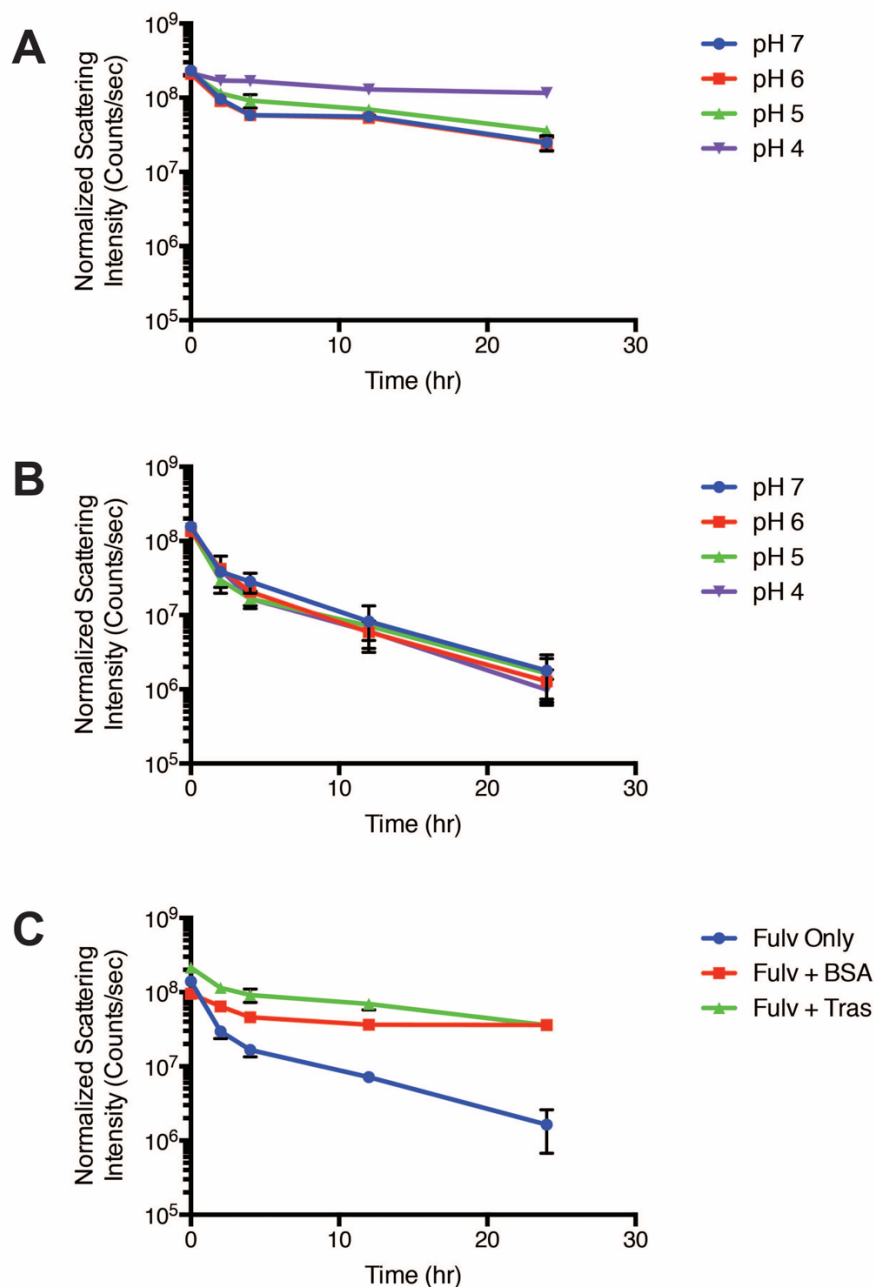 A
Normalized Scattering
Intensity (Counts/sec)
10⁹
10⁸
10⁷
10⁶
10⁵
0
10
20
30
Time (hr)
pH 7
pH 6
pH 5
pH 4
B
Normalized Scattering
Intensity (Counts/sec)
10⁹
10⁸
10⁷
10⁶
10⁵
0
10
20
30
Time (hr)
pH 7
pH 6
pH 5
pH 4
C
Normalized Scattering
Intensity (Counts/sec)
10⁹
10⁸
10⁷
10⁶
10⁵
0
10
20
30
Time (hr)
Fulv Only
Fulv + BSA
Fulv + Tras